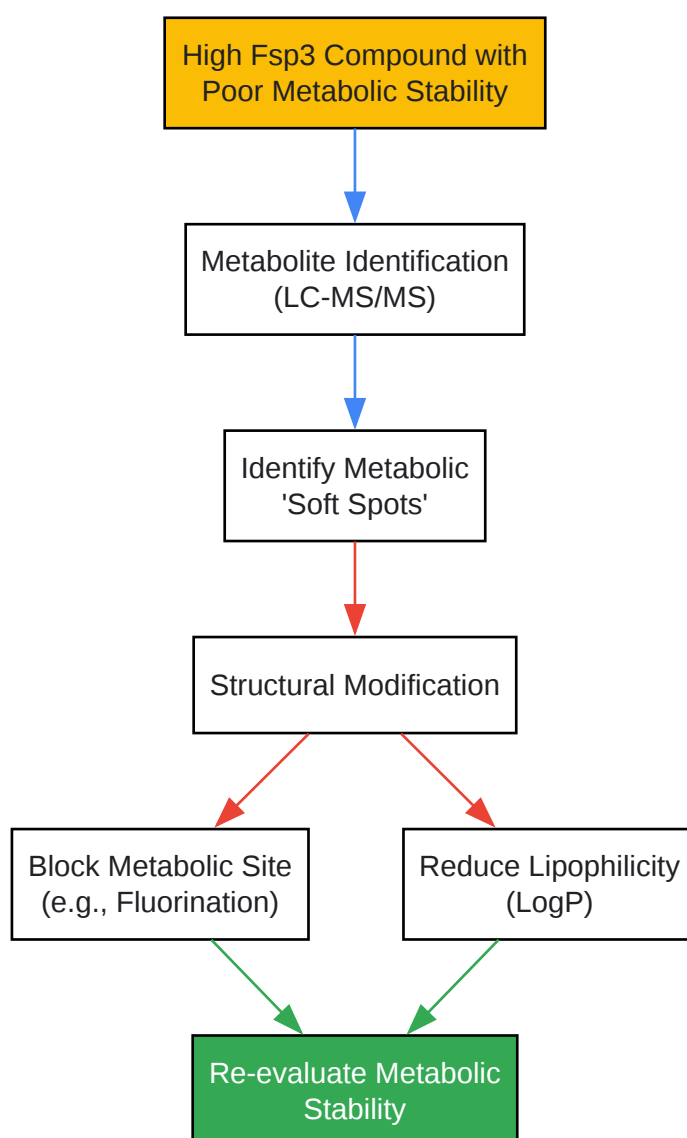 High Fsp3 Compound with
Poor Metabolic Stability
Metabolite Identification
(LC-MS/MS)
Identify Metabolic
'Soft Spots'
Structural Modification
Block Metabolic Site
(e.g., Fluorination)
Reduce Lipophilicity
(LogP)
Re-evaluate Metabolic
Stability